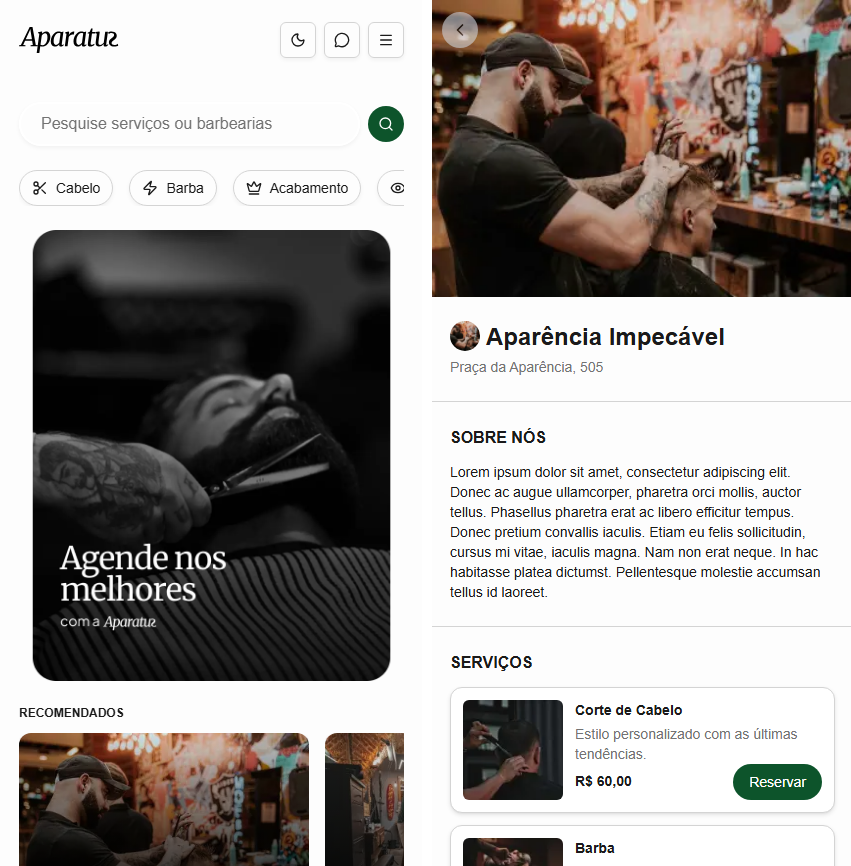 Aparatuz
Pesquise serviços ou barbearias
Cabelo
Barba
Acabamento
Agende nos
melhores
com a Aparatuz
RECOMENDADOS
Aparência Impecável
Praça da Aparência, 505
SOBRE NÓS
Lorem ipsum dolor sit amet, consectetur adipiscing elit.
Donec ac augue ullamcorper, pharetra orci mollis, auctor
tellus. Phasellus pharetra erat ac libero efficitur tempus.
Donec pretium convallis iaculis. Etiam eu felis sollicitudin,
cursus mi vitae, iaculis magna. Nam non erat neque. In hac
habitasse platea dictumst. Pellentesque molestie accumsan
tellus id laoreet.
SERVIÇOS
Corte de Cabelo
Estilo personalizado com as últimas
tendências.
R$ 60,00
Reservar
Barba